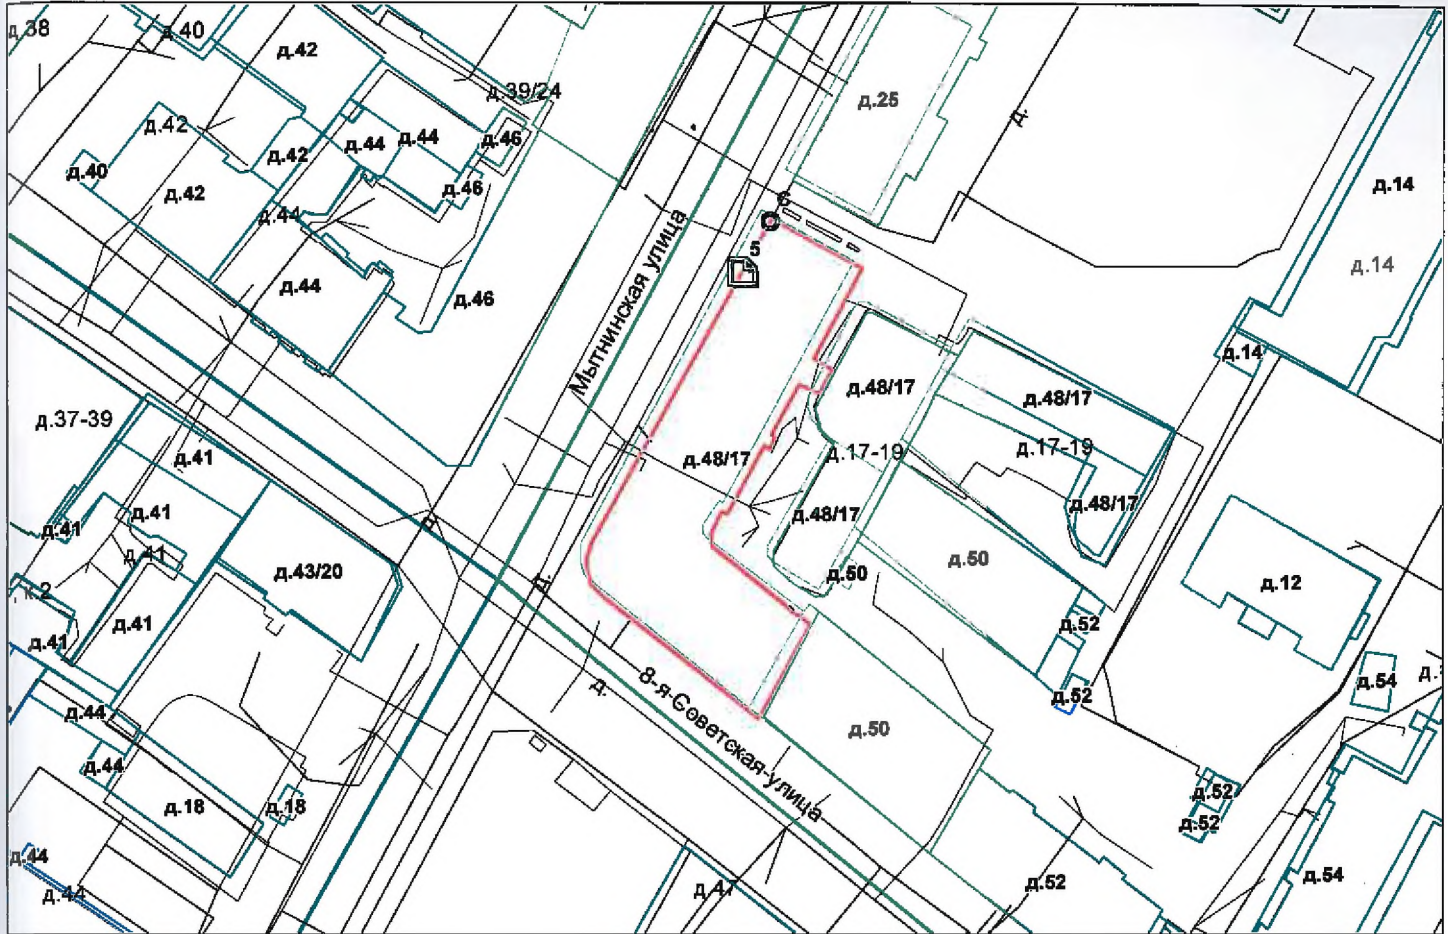 д.38
д.40
д.42
д.39/24
д.25
д.
д.42
д.44
д.44
д.46
д.42
д.40
д.42
д.46
д.14
д.44
6
Мытнинская улица
5
д.44
д.46
д.14
д.14
д.37-39
д.48/17
д.48/17
д.41
д.48/17
д.17-19
д.17-19
д.41
д.41
д.48/17
д.48/17
д.
д.41
д.43/20
д.
д.50
д.50
д.12
, к.2
д.41
д.41
д.52
8-я Советская улица
д.
д.52
д.54
д.44
д.50
д.44
д.18
д.18
д.52
д.52
д.44
д.44
д.47
д.52
д.54